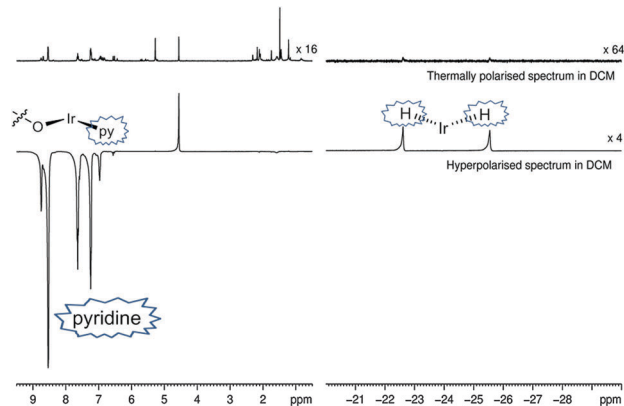 x 16
x 64
Thermally polarised spectrum in DCM
O
Ir
py
H
H
Ir
x 4
Hyperpolarised spectrum in DCM
pyridine
9 8 7 6 5 4 3 2 ppm
−21 −22 −23 −24 −25 −26 −27 −28 ppm